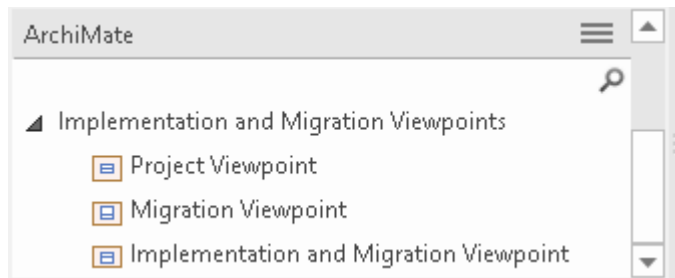 ArchiMate
Implementation and Migration Viewpoints
Project Viewpoint
Migration Viewpoint
Implementation and Migration Viewpoint